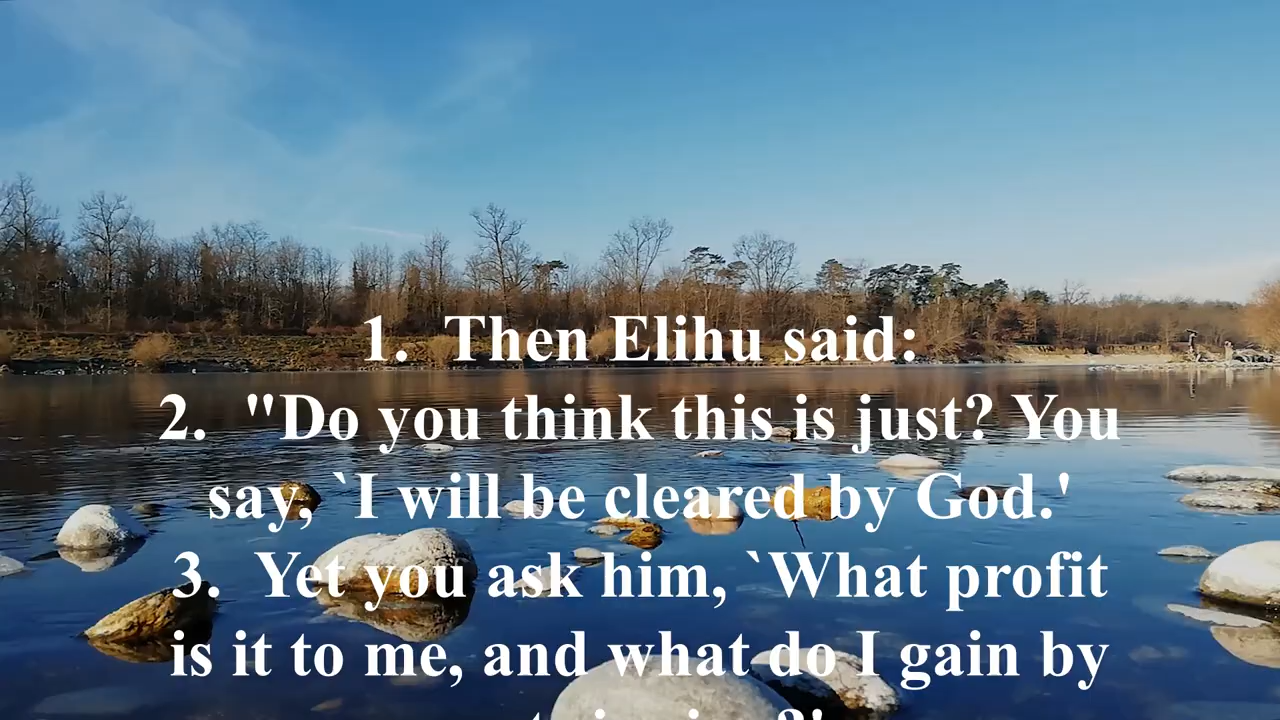 1. Then Elihu said:
2. "Do you think this is just? You
say, `I will be cleared by God.'
3. Yet you ask him, `What profit
is it to me, and what do I gain by